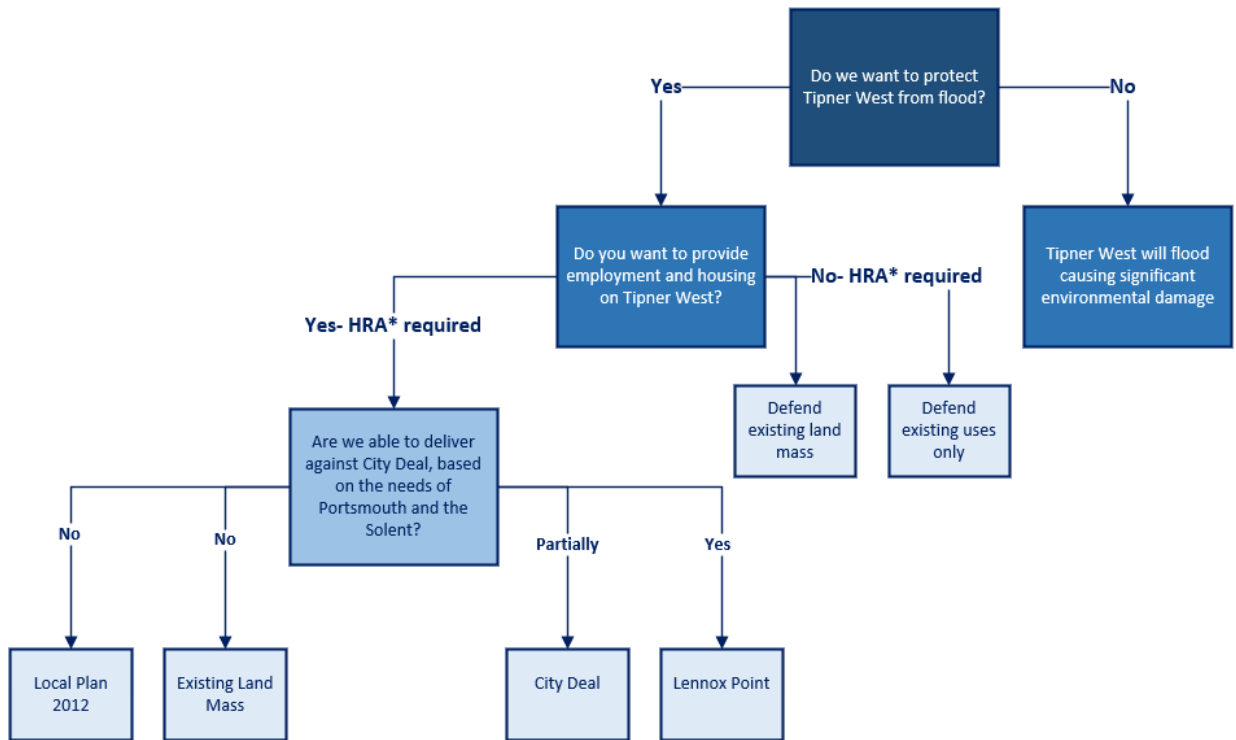 Do we want to protect
Tipner West from flood?
Yes
No
Do you want to provide
employment and housing
on Tipner West?
Tipner West will flood
causing significant
environmental damage
No- HRA* required
Yes- HRA* required
Defend
existing land
mass
Defend
existing uses
only
Are we able to deliver
against City Deal, based
on the needs of
Portsmouth and the
Solent?
No
No
Partially
Yes
Local Plan
2012
Existing Land
Mass
City Deal
Lennox Point